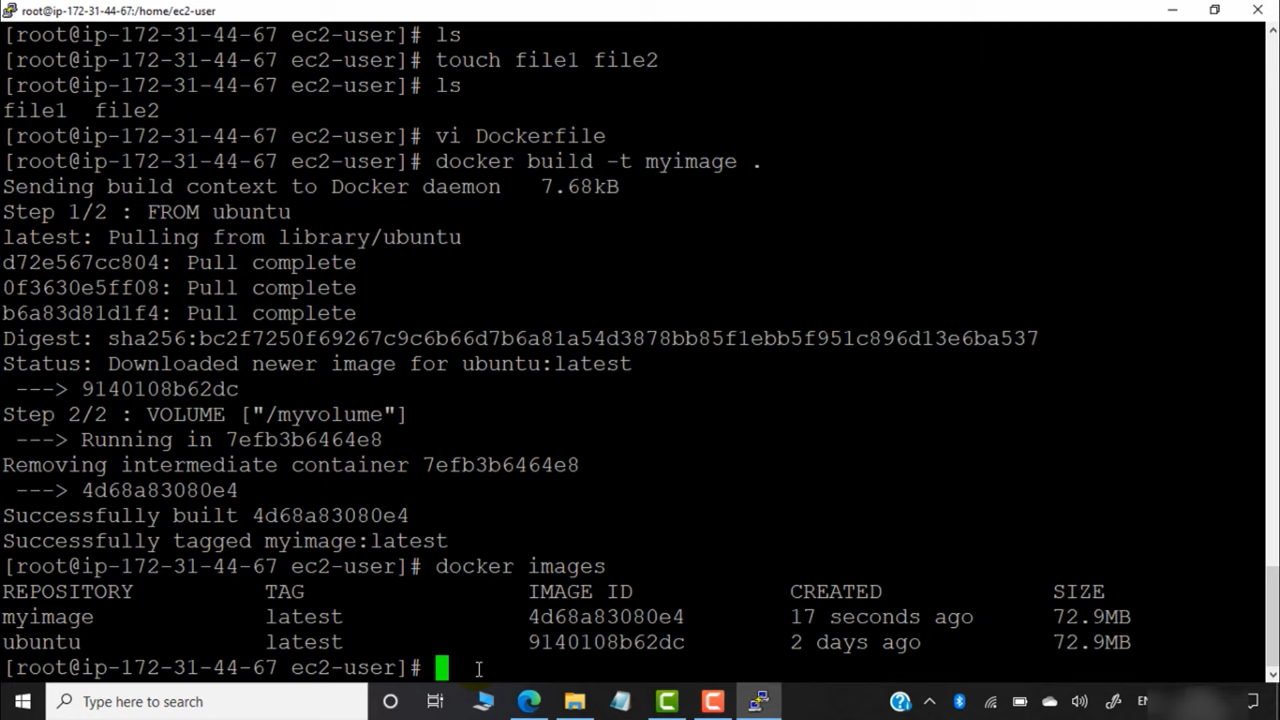 root@ip-172-31-44-67:/home/ec2-user
[root@ip-172-31-44-67 ec2-user]# ls
[root@ip-172-31-44-67 ec2-user]# touch file1 file2
[root@ip-172-31-44-67 ec2-user]# ls
file1  file2
[root@ip-172-31-44-67 ec2-user]# vi Dockerfile
[root@ip-172-31-44-67 ec2-user]# docker build -t myimage .
Sending build context to Docker daemon   7.68kB
Step 1/2 : FROM ubuntu
latest: Pulling from library/ubuntu
d72e567cc804: Pull complete
0f3630e5ff08: Pull complete
b6a83d81d1f4: Pull complete
Digest: sha256:bc2f7250f69267c9c6b66d7b6a81a54d3878bb85f1ebb5f951c896d13e6ba537
Status: Downloaded newer image for ubuntu:latest
 ---> 9140108b62dc
Step 2/2 : VOLUME ["/myvolume"]
 ---> Running in 7efb3b6464e8
Removing intermediate container 7efb3b6464e8
 ---> 4d68a83080e4
Successfully built 4d68a83080e4
Successfully tagged myimage:latest
[root@ip-172-31-44-67 ec2-user]# docker images
REPOSITORY          TAG                 IMAGE ID            CREATED             SIZE
myimage             latest              4d68a83080e4        17 seconds ago      72.9MB
ubuntu              latest              9140108b62dc        2 days ago          72.9MB
[root@ip-172-31-44-67 ec2-user]#
Type here to search